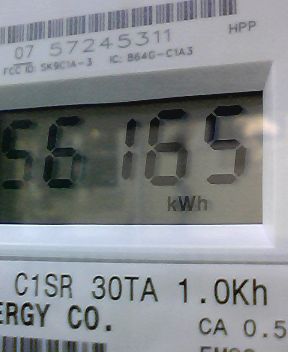 07 57245311
HPP
FCC ID: SK9C1A-3 IC: 864G-C1A3
56165
kWh
C1SR 30TA 1.0Kh
ERGY CO.
CA 0.5